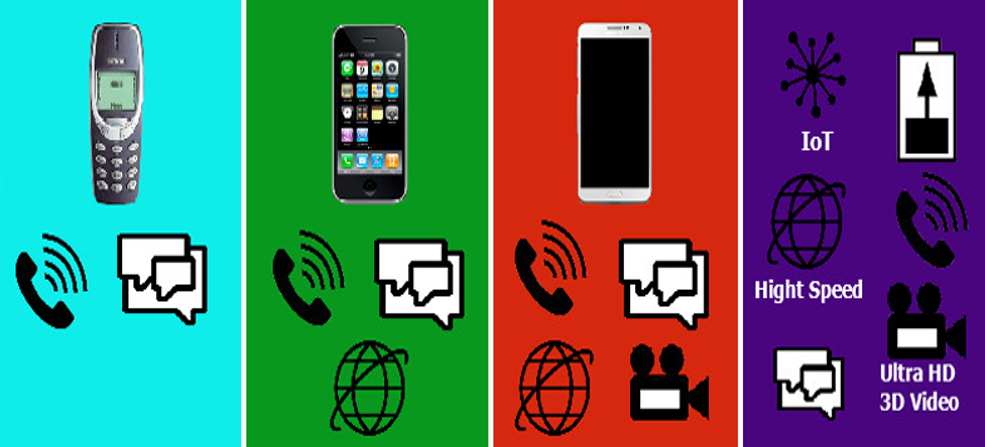 IoT
Hight Speed
Ultra HD
3D Video